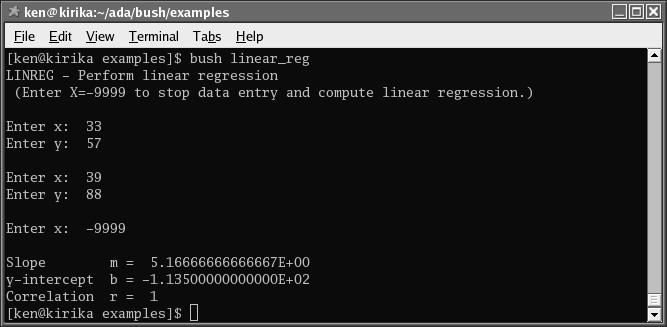 ken@kirika:~/ada/bush/examples
File Edit View Terminal Tabs Help
[ken@kirika examples]$ bush linear_reg
LINREG - Perform linear regression
 (Enter X=-9999 to stop data entry and compute linear regression.)
Enter x:  33
Enter y:  57
Enter x:  39
Enter y:  88
Enter x:  -9999
Slope        m =  5.16666666666667E+00
y-intercept  b = -1.13500000000000E+02
Correlation  r =  1
[ken@kirika examples]$